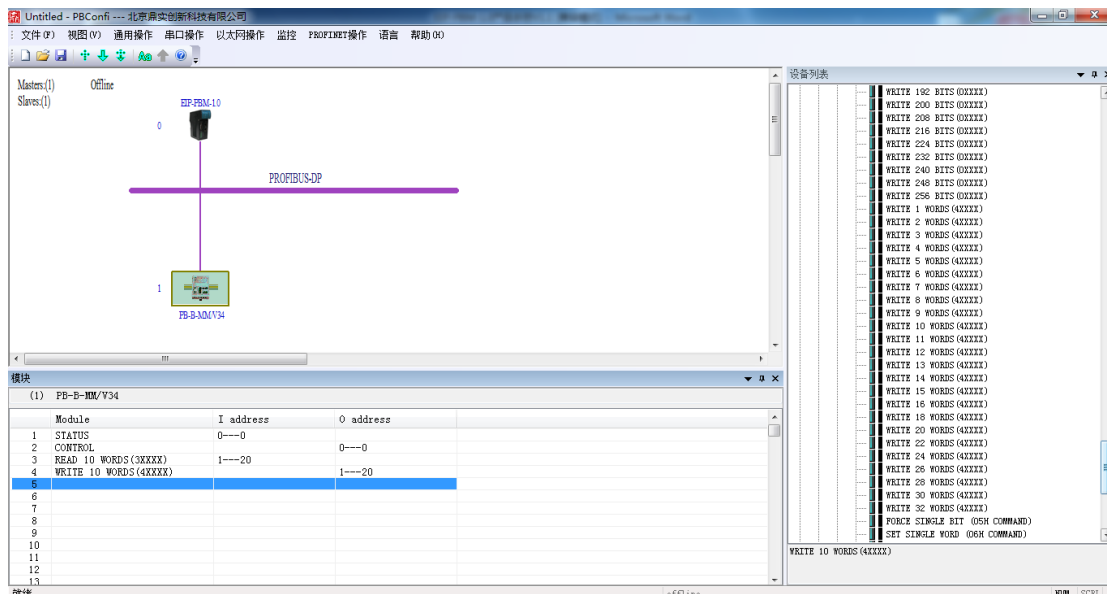 Untitled - PBConfi --- 北京鼎实创新科技有限公司
文件(F) 视图(V) 通用操作 串口操作 以太网操作 监控 PROFINET操作 语言 帮助(H)
Masters:(1) Offline
Slaves:(1)
EIP-PBM-1.0
0
PROFIBUS-DP
1
PB-B-MM/V34
模块
(1) PB-B-MM/V34
Module I address O address
1 STATUS 0---0
2 CONTROL 0---0
3 READ 10 WORDS(3XXXX) 1---20
4 WRITE 10 WORDS(4XXXX) 1---20
5
6
7
8
9
10
11
12
13
设备列表
WRITE 192 BITS(0XXXX)
WRITE 200 BITS(0XXXX)
WRITE 208 BITS(0XXXX)
WRITE 216 BITS(0XXXX)
WRITE 224 BITS(0XXXX)
WRITE 232 BITS(0XXXX)
WRITE 240 BITS(0XXXX)
WRITE 248 BITS(0XXXX)
WRITE 256 BITS(0XXXX)
WRITE 1 WORDS(4XXXX)
WRITE 2 WORDS(4XXXX)
WRITE 3 WORDS(4XXXX)
WRITE 4 WORDS(4XXXX)
WRITE 5 WORDS(4XXXX)
WRITE 6 WORDS(4XXXX)
WRITE 7 WORDS(4XXXX)
WRITE 8 WORDS(4XXXX)
WRITE 9 WORDS(4XXXX)
WRITE 10 WORDS(4XXXX)
WRITE 11 WORDS(4XXXX)
WRITE 12 WORDS(4XXXX)
WRITE 13 WORDS(4XXXX)
WRITE 14 WORDS(4XXXX)
WRITE 15 WORDS(4XXXX)
WRITE 16 WORDS(4XXXX)
WRITE 18 WORDS(4XXXX)
WRITE 20 WORDS(4XXXX)
WRITE 22 WORDS(4XXXX)
WRITE 24 WORDS(4XXXX)
WRITE 26 WORDS(4XXXX)
WRITE 28 WORDS(4XXXX)
WRITE 30 WORDS(4XXXX)
WRITE 32 WORDS(4XXXX)
FORCE SINGLE BIT (05H COMMAND)
SET SINGLE WORD (06H COMMAND)
WRITE 10 WORDS(4XXXX)
就绪 offline NUM SCRL